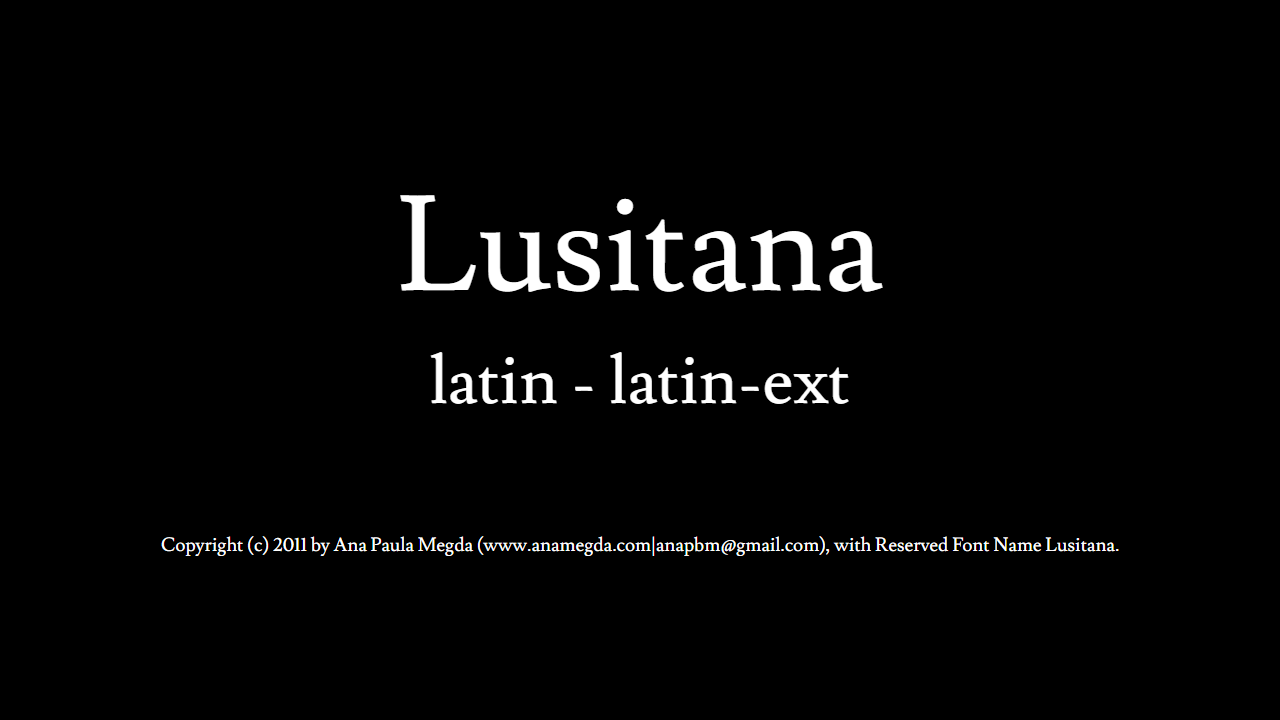 Lusitana
latin - latin-ext
Copyright (c) 2011 by Ana Paula Megda (www.anamegda.com|anapbm@gmail.com), with Reserved Font Name Lusitana.